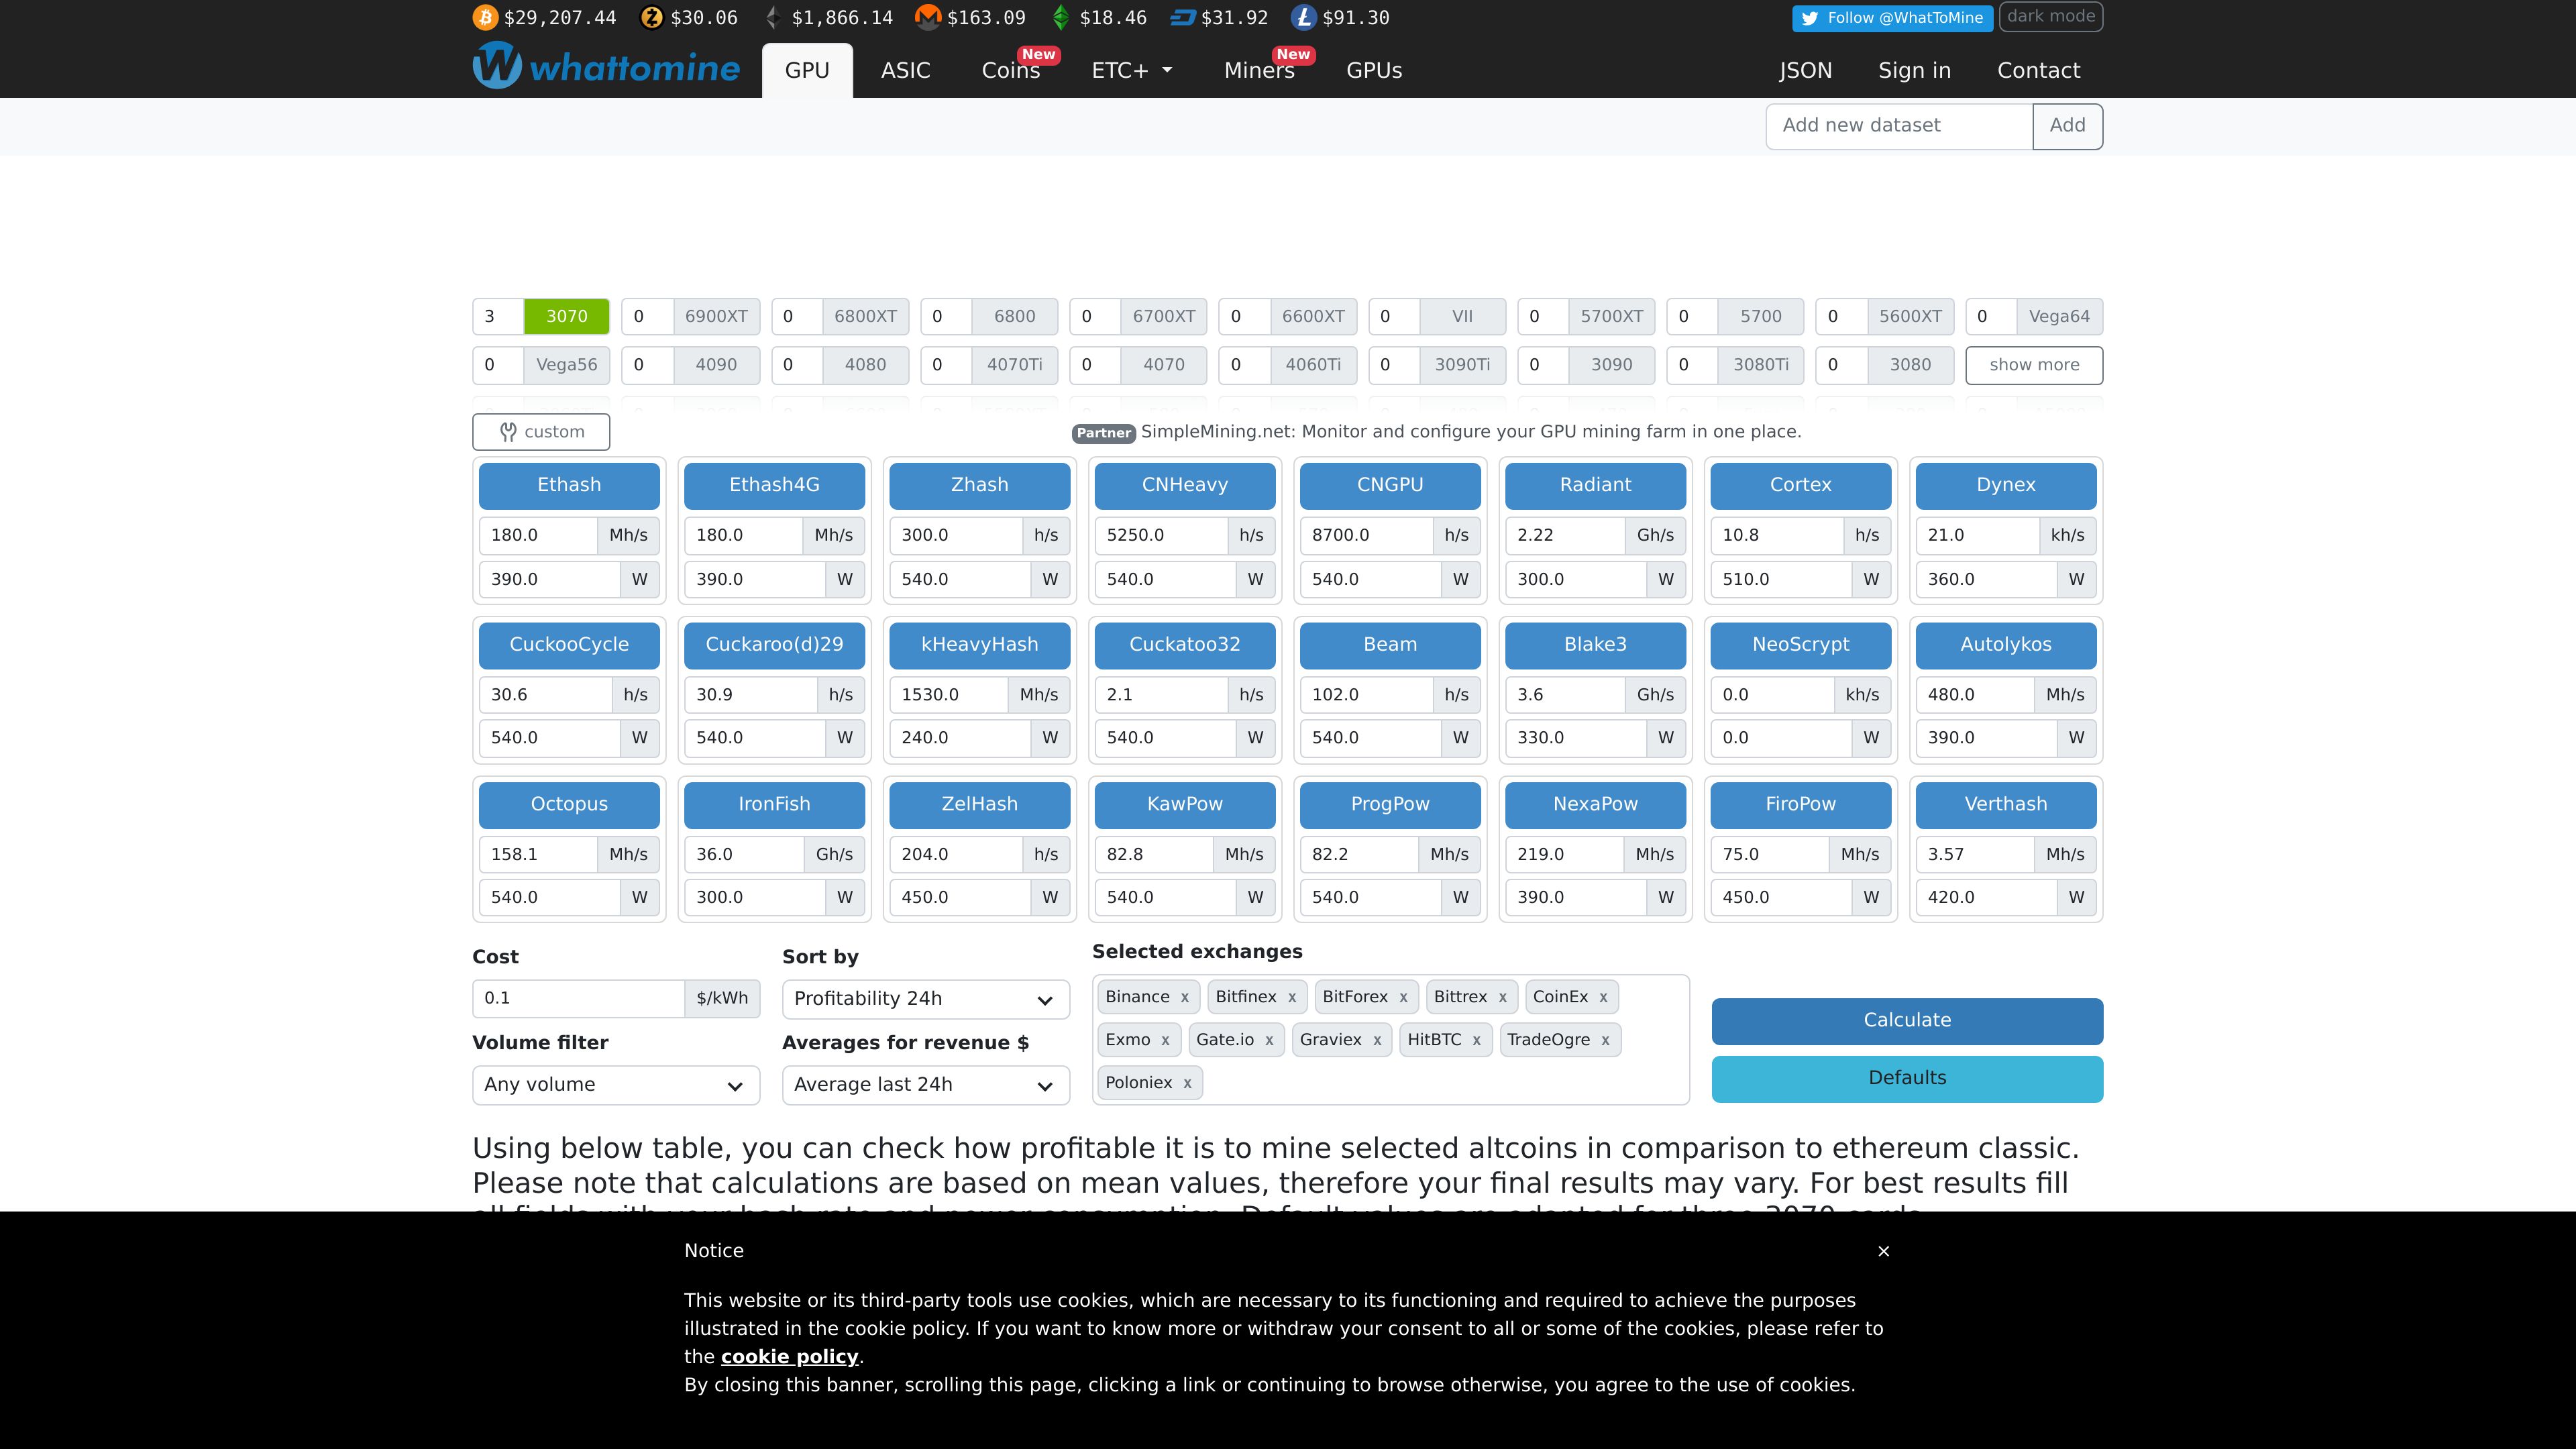 $29,207.44 $30.06 $1,866.14 $163.09 $18.46 $31.92 $91.30 Follow @WhatToMine dark mode
whattomine GPU ASIC Coins New ETC+ Miners New GPUs JSON Sign in Contact
Add new dataset Add
3 3070 0 6900XT 0 6800XT 0 6800 0 6700XT 0 6600XT 0 VII 0 5700XT 0 5700 0 5600XT 0 Vega64
0 Vega56 0 4090 0 4080 0 4070Ti 0 4070 0 4060Ti 0 3090Ti 0 3090 0 3080Ti 0 3080 show more
custom Partner SimpleMining.net: Monitor and configure your GPU mining farm in one place.
Ethash Ethash4G Zhash CNHeavy CNGPU Radiant Cortex Dynex
180.0 Mh/s 180.0 Mh/s 300.0 h/s 5250.0 h/s 8700.0 h/s 2.22 Gh/s 10.8 h/s 21.0 kh/s
390.0 W 390.0 W 540.0 W 540.0 W 540.0 W 300.0 W 510.0 W 360.0 W
CuckooCycle Cuckaroo(d)29 kHeavyHash Cuckatoo32 Beam Blake3 NeoScrypt Autolykos
30.6 h/s 30.9 h/s 1530.0 Mh/s 2.1 h/s 102.0 h/s 3.6 Gh/s 0.0 kh/s 480.0 Mh/s
540.0 W 540.0 W 240.0 W 540.0 W 540.0 W 330.0 W 0.0 W 390.0 W
Octopus IronFish ZelHash KawPow ProgPow NexaPow FiroPow Verthash
158.1 Mh/s 36.0 Gh/s 204.0 h/s 82.8 Mh/s 82.2 Mh/s 219.0 Mh/s 75.0 Mh/s 3.57 Mh/s
540.0 W 300.0 W 450.0 W 540.0 W 540.0 W 390.0 W 450.0 W 420.0 W
Cost Sort by Selected exchanges
0.1 $/kWh Profitability 24h Binance x Bitfinex x BitForex x Bittrex x CoinEx x
Calculate
Volume filter Averages for revenue $ Exmo x Gate.io x Graviex x HitBTC x TradeOgre x
Any volume Average last 24h Poloniex x Defaults
Using below table, you can check how profitable it is to mine selected altcoins in comparison to ethereum classic.
Please note that calculations are based on mean values, therefore your final results may vary. For best results fill
all fields with your hash rate and power consumption. Default values are adapted for three 3070 cards.
Notice ×
This website or its third-party tools use cookies, which are necessary to its functioning and required to achieve the purposes
illustrated in the cookie policy. If you want to know more or withdraw your consent to all or some of the cookies, please refer to
the cookie policy.
By closing this banner, scrolling this page, clicking a link or continuing to browse otherwise, you agree to the use of cookies.